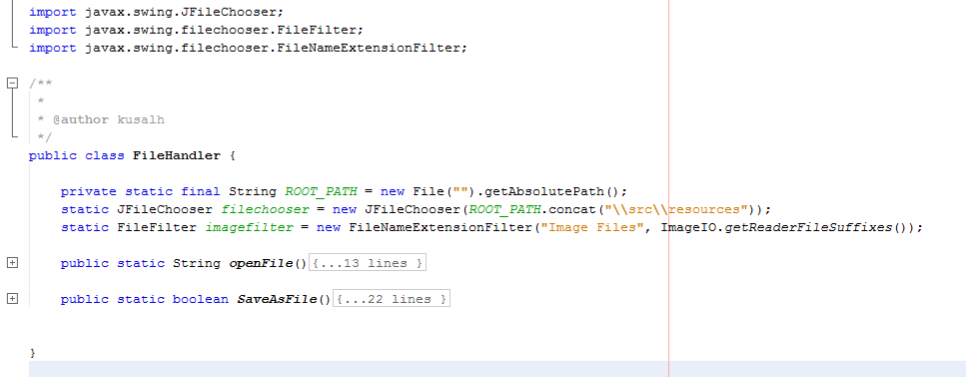 import javax.swing.JFileChooser;
import javax.swing.filechooser.FileFilter;
import javax.swing.filechooser.FileNameExtensionFilter;
/**
*
* @author kusalh
*/
public class FileHandler {
private static final String ROOT_PATH = new File("").getAbsolutePath();
static JFileChooser filechooser = new JFileChooser(ROOT_PATH.concat("\\src\\resources"));
static FileFilter imagefilter = new FileNameExtensionFilter("Image Files", ImageIO.getReaderFileSuffixes());
public static String openFile(){...13 lines }
public static boolean SaveAsFile(){...22 lines }
}